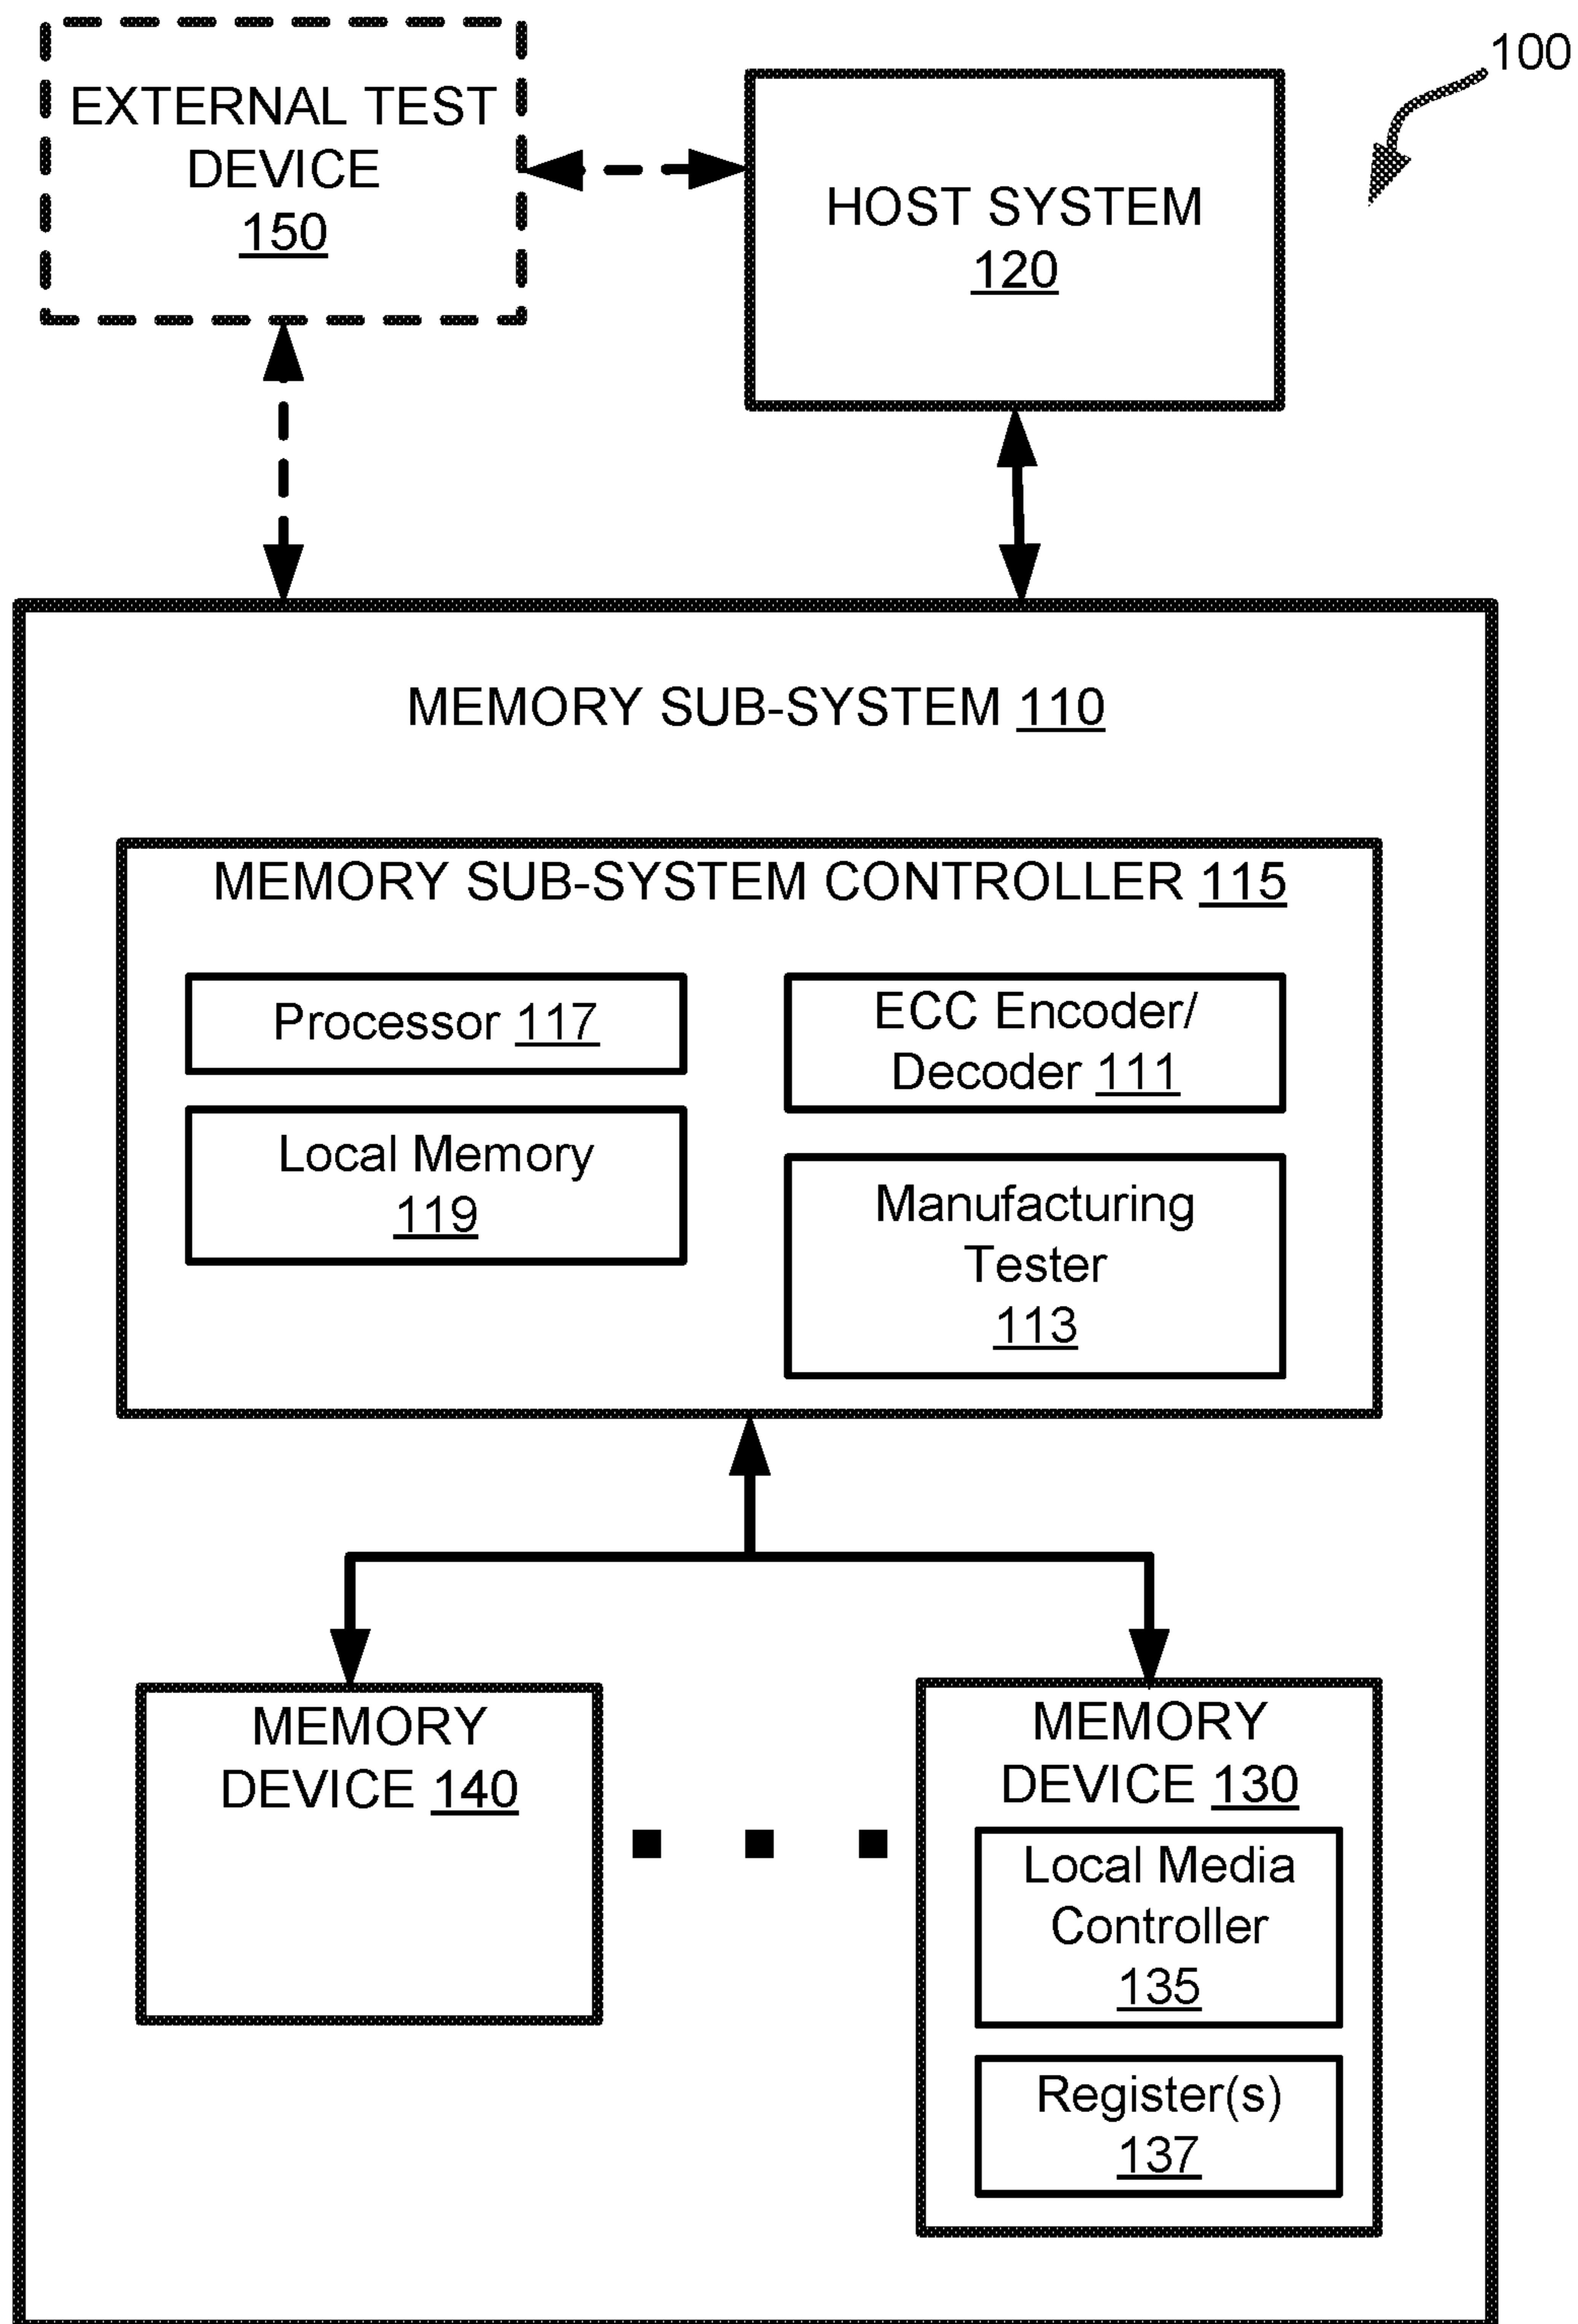 100
EXTERNAL TEST
DEVICE
150
HOST SYSTEM
120
MEMORY SUB-SYSTEM 110
MEMORY SUB-SYSTEM CONTROLLER 115
Processor 117
Local Memory
119
ECC Encoder/
Decoder 111
Manufacturing
Tester
113
MEMORY
DEVICE 140
MEMORY
DEVICE 130
Local Media
Controller
135
Register(s)
137